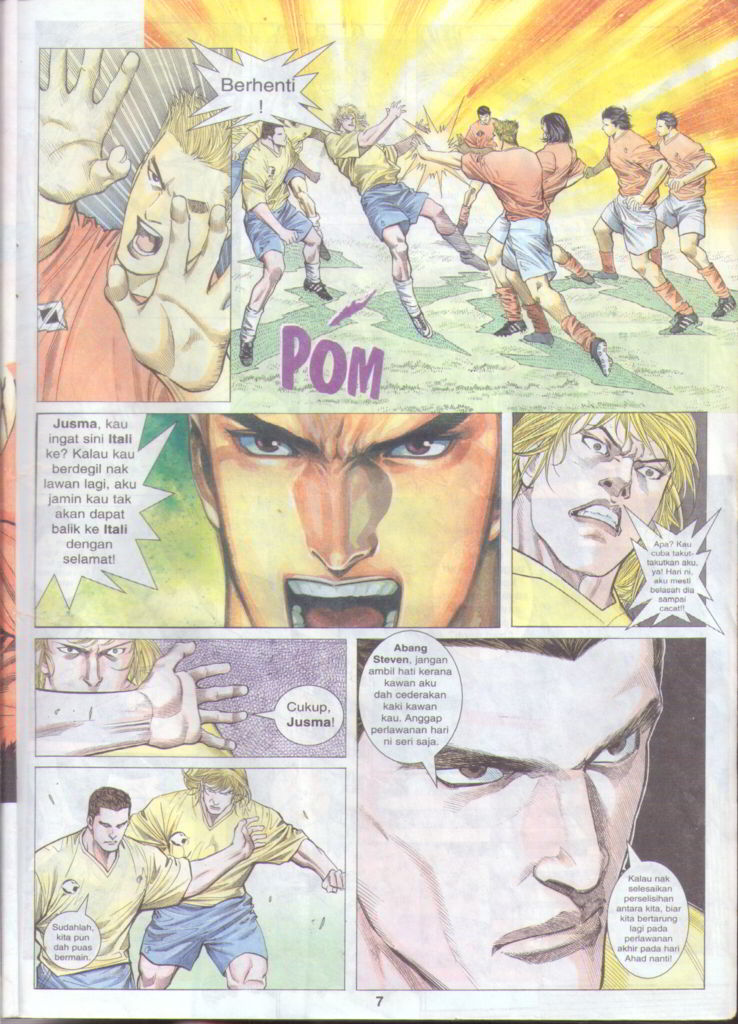 Berhenti
!
PÓM
Jusma, kau
ingat sini Itali
ke? Kalau kau
berdegil nak
lawan lagi, aku
jamin kau tak
akan dapat
balik ke Itali
dengan
selamat!
Apa? Kau
cuba takut-
takutkan aku,
ya! Hari ni,
aku mesti
belasah dia
sampai
cacat!!
Cukup,
Jusma!
Abang
Steven, jangan
ambil hati kerana
kawan aku
dah cederakan
kaki kawan
kau. Anggap
perlawanan hari
ni seri saja.
Sudahlah,
kita pun
dah puas
bermain.
Kalau nak
selesaikan
perselisihan
antara kita, biar
kita bertarung
lagi pada
perlawanan
akhir pada hari
Ahad nanti!
7